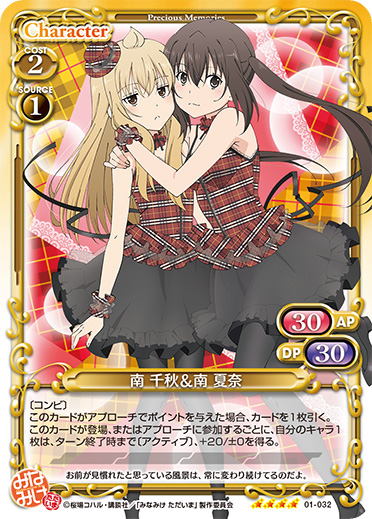 Precious Memories
Character
COST
2
SOURCE
1
30 AP
DP 30
南 千秋&南 夏奈
〔コンビ〕
このカードがアプローチでポイントを与えた場合、カードを1枚引く。
このカードが登場、またはアプローチに参加するごとに、自分のキャラ1
枚は、ターン終了時まで〔アクティブ〕、+20/±0を得る。
お前が見慣れたと思っている風景は、常に変わり続けてるのだよ。
みなみけ
©桜場コハル・講談社/「みなみけ ただいま」製作委員会
★★★★ 01-032